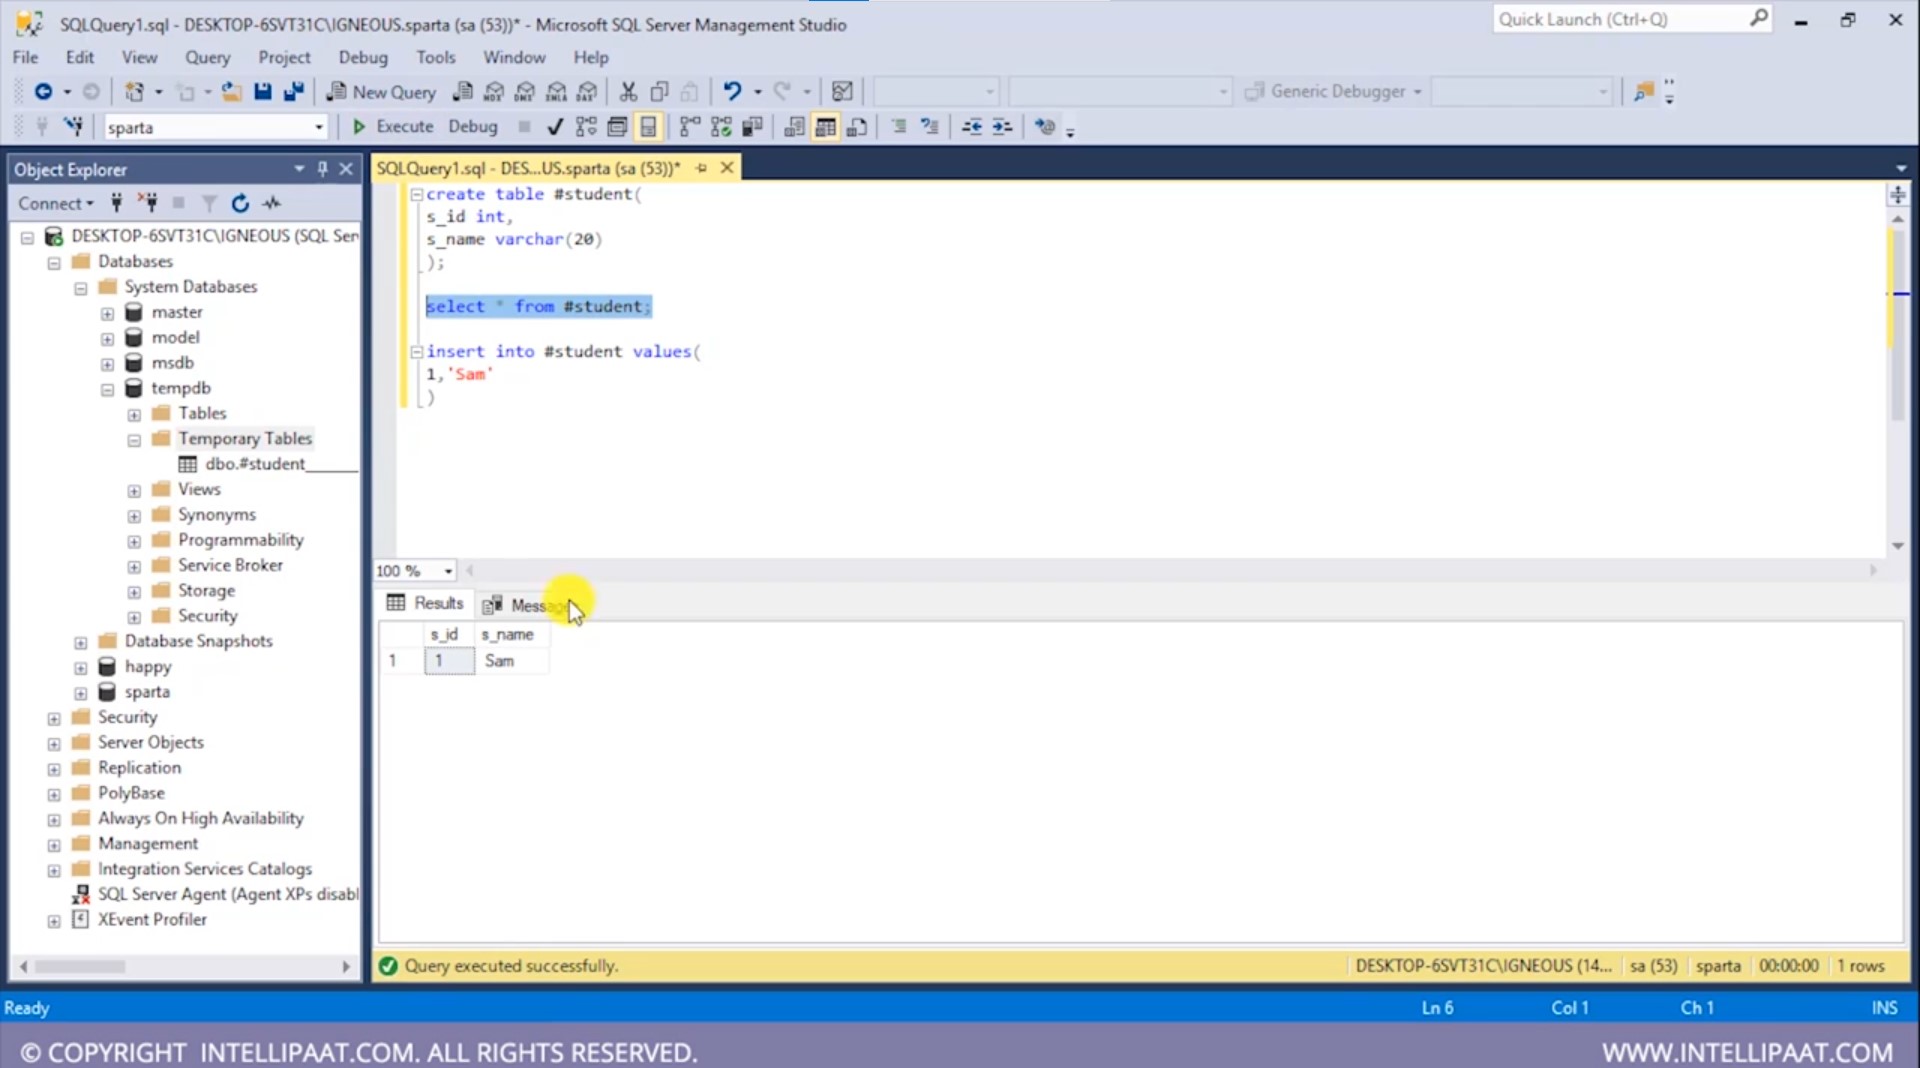 SQLQuery1.sql - DESKTOP-6SVT31C\IGNEOUS.sparta (sa (53))* - Microsoft SQL Server Management Studio
Quick Launch (Ctrl+Q)
File Edit View Query Project Debug Tools Window Help
New Query MDX DMX XMLA DAX Generic Debugger
sparta Execute Debug
Object Explorer
Connect
DESKTOP-6SVT31C\IGNEOUS (SQL Ser
Databases
System Databases
master
model
msdb
tempdb
Tables
Temporary Tables
dbo.#student______
Views
Synonyms
Programmability
Service Broker
Storage
Security
Database Snapshots
happy
sparta
Security
Server Objects
Replication
PolyBase
Always On High Availability
Management
Integration Services Catalogs
SQL Server Agent (Agent XPs disabl
XEvent Profiler
SQLQuery1.sql - DES...US.sparta (sa (53))*
create table #student(
s_id int,
s_name varchar(20)
);
select * from #student;
insert into #student values(
1,'Sam'
)
100 %
Results
s_id s_name
1 1 Sam
Query executed successfully.
DESKTOP-6SVT31C\IGNEOUS (14... sa (53) sparta 00:00:00 1 rows
Ready Ln 6 Col 1 Ch 1 INS
© COPYRIGHT INTELLIPAAT.COM. ALL RIGHTS RESERVED.
WWW.INTELLIPAAT.COM